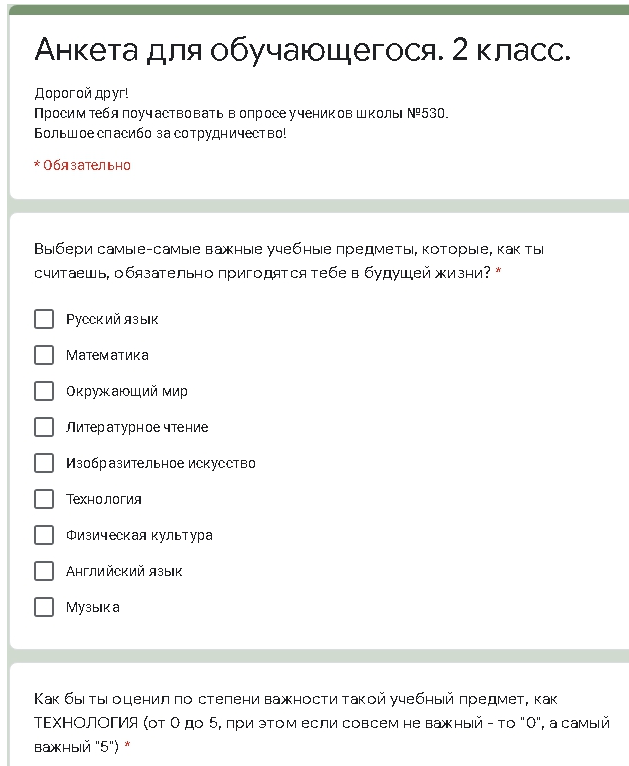 Анкета для обучающегося. 2 класс.
Дорогой друг!
Просим тебя поучаствовать в опросе учеников школы №530.
Большое спасибо за сотрудничество!
* Обязательно
Выбери самые-самые важные учебные предметы, которые, как ты
считаешь, обязательно пригодятся тебе в будущей жизни? *
Русский язык
Математика
Окружающий мир
Литературное чтение
Изобразительное искусство
Технология
Физическая культура
Английский язык
Музыка
Как бы ты оценил по степени важности такой учебный предмет, как
ТЕХНОЛОГИЯ (от 0 до 5, при этом если совсем не важный - то "0", а самый
важный "5") *